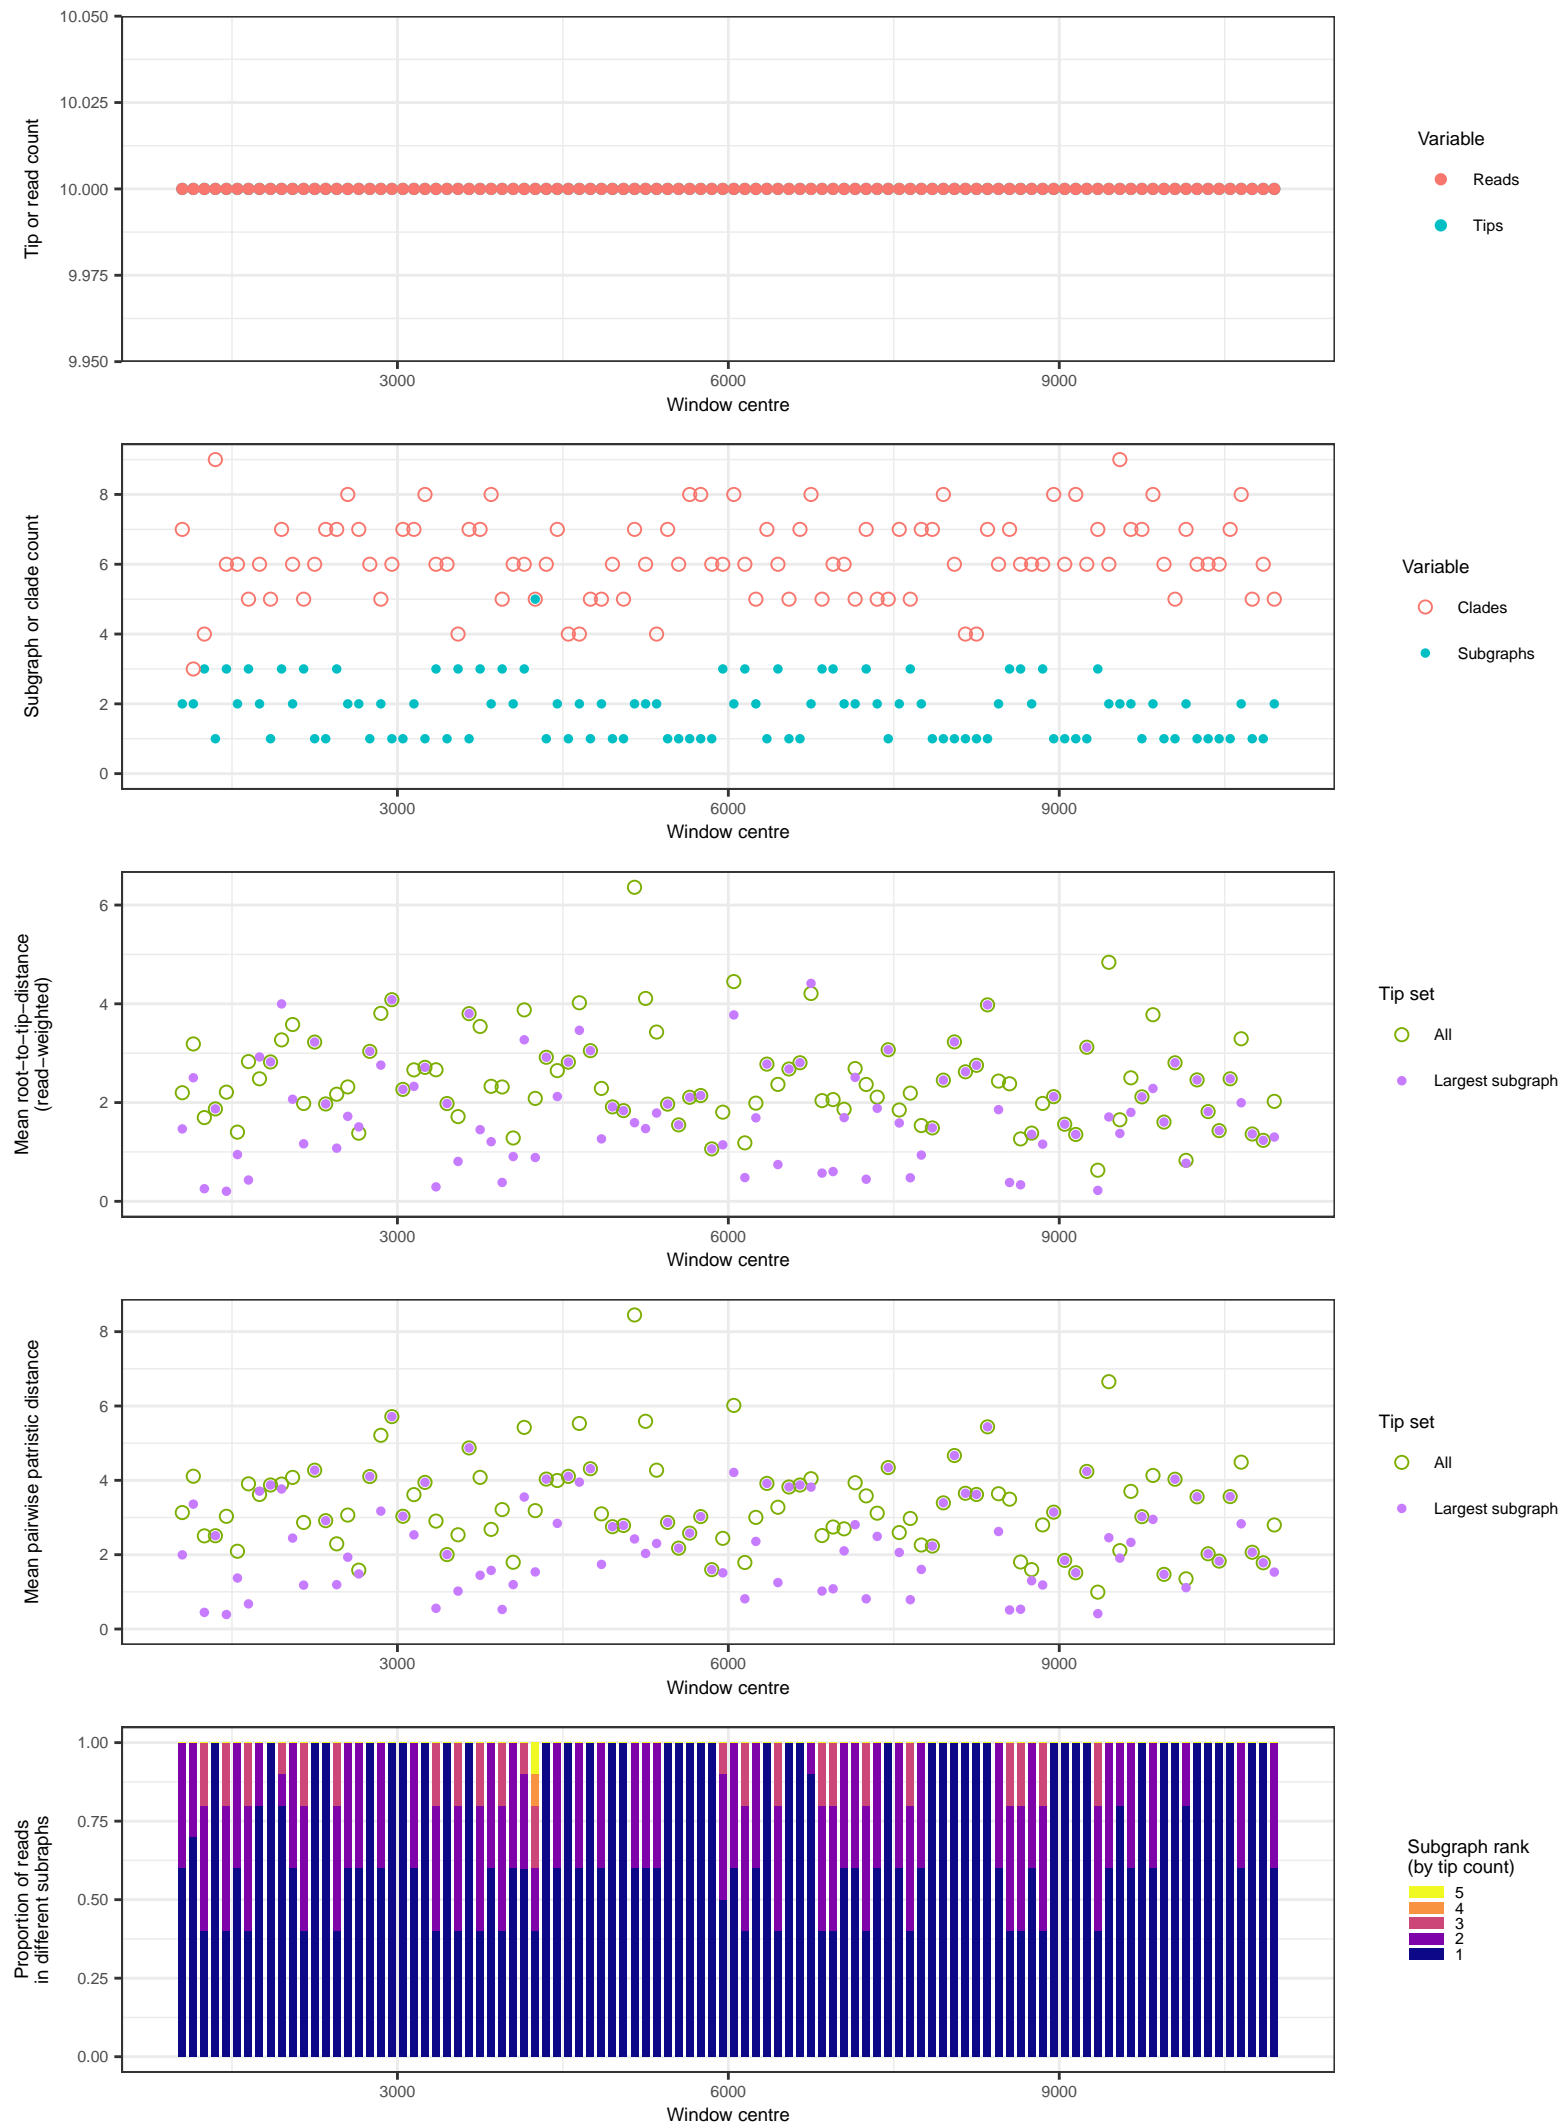 10.050
10.025
10.000
9.975
9.950
Tip or read count
3000 6000 9000
Window centre
Variable
Reads
Tips
8
6
4
2
0
Subgraph or clade count
3000 6000 9000
Window centre
Variable
Clades
Subgraphs
6
4
2
0
Mean root−to−tip−distance
(read−weighted)
3000 6000 9000
Window centre
Tip set
All
Largest subgraph
8
6
4
2
0
Mean pairwise patristic distance
3000 6000 9000
Window centre
Tip set
All
Largest subgraph
1.00
0.75
0.50
0.25
0.00
Proportion of reads
in different subraphs
3000 6000 9000
Window centre
Subgraph rank
(by tip count)
5
4
3
2
1